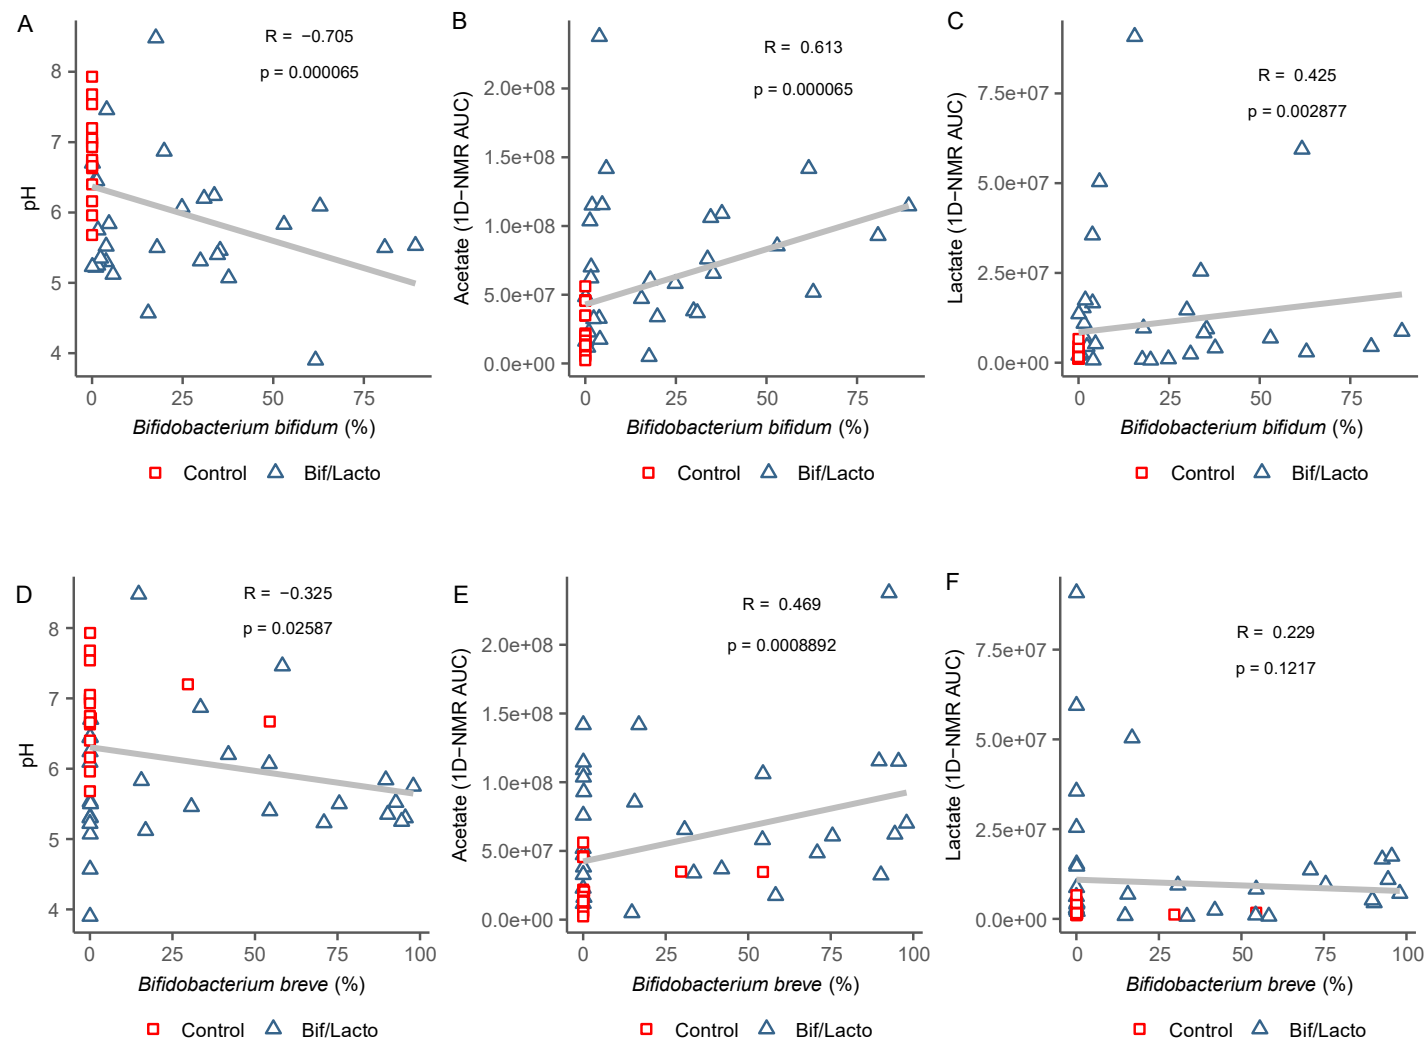 A
R = −0.705
p = 0.000065
8
7
6
5
4
pH
0 25 50 75
Bifidobacterium bifidum (%)
Control Bif/Lacto
B
R = 0.613
p = 0.000065
2.0e+08
1.5e+08
1.0e+08
5.0e+07
0.0e+00
Acetate (1D−NMR AUC)
0 25 50 75
Bifidobacterium bifidum (%)
Control Bif/Lacto
C
R = 0.425
p = 0.002877
7.5e+07
5.0e+07
2.5e+07
0.0e+00
Lactate (1D−NMR AUC)
0 25 50 75
Bifidobacterium bifidum (%)
Control Bif/Lacto
D
R = −0.325
p = 0.02587
8
7
6
5
4
pH
0 25 50 75 100
Bifidobacterium breve (%)
Control Bif/Lacto
E
R = 0.469
p = 0.0008892
2.0e+08
1.5e+08
1.0e+08
5.0e+07
0.0e+00
Acetate (1D−NMR AUC)
0 25 50 75 100
Bifidobacterium breve (%)
Control Bif/Lacto
F
R = 0.229
p = 0.1217
7.5e+07
5.0e+07
2.5e+07
0.0e+00
Lactate (1D−NMR AUC)
0 25 50 75 100
Bifidobacterium breve (%)
Control Bif/Lacto